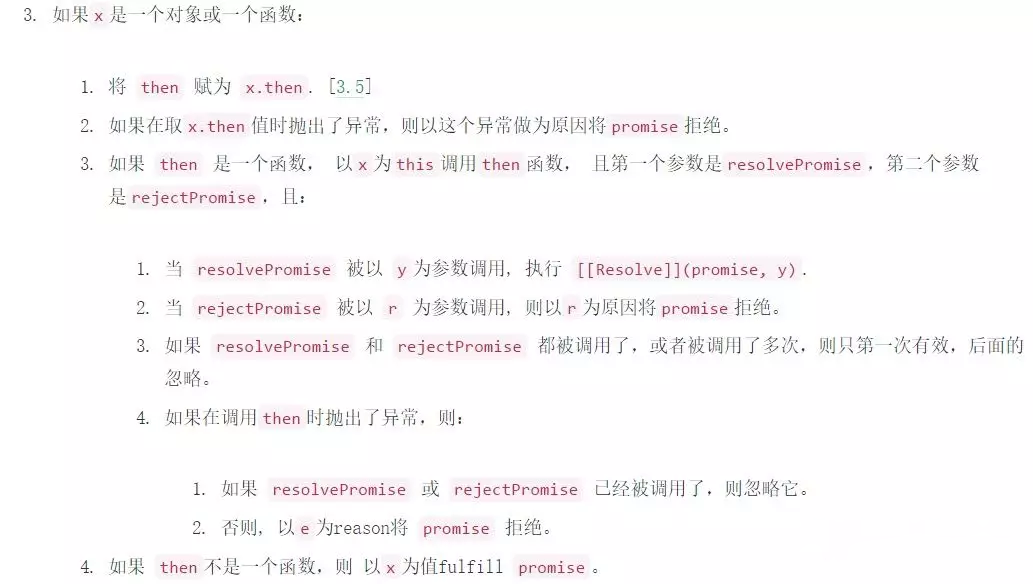 3. 如果x是一个对象或一个函数：
1. 将 then 赋为 x.then. [3.5]
2. 如果在取x.then值时抛出了异常，则以这个异常做为原因将promise拒绝。
3. 如果 then 是一个函数， 以x为this调用then函数， 且第一个参数是resolvePromise，第二个参数
是rejectPromise，且：
1. 当 resolvePromise 被以 y为参数调用, 执行 [[Resolve]](promise, y).
2. 当 rejectPromise 被以 r 为参数调用, 则以r为原因将promise拒绝。
3. 如果 resolvePromise 和 rejectPromise 都被调用了，或者被调用了多次，则只第一次有效，后面的
忽略。
4. 如果在调用then时抛出了异常，则：
1. 如果 resolvePromise 或 rejectPromise 已经被调用了，则忽略它。
2. 否则, 以e为reason将 promise 拒绝。
4. 如果 then不是一个函数，则 以x为值fulfill promise。